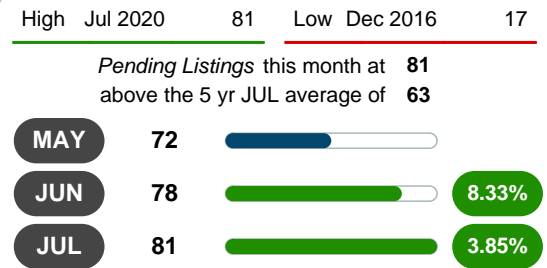 High Jul 2020 81 Low Dec 2016 17
Pending Listings this month at 81
above the 5 yr JUL average of 63
MAY 72
JUN 78 8.33%
JUL 81 3.85%